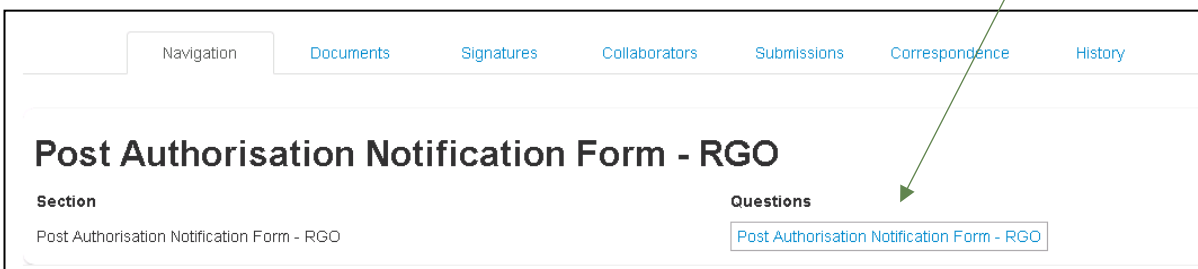 Navigation Documents Signatures Collaborators Submissions Correspondence History
Post Authorisation Notification Form - RGO
Section Questions
Post Authorisation Notification Form - RGO Post Authorisation Notification Form - RGO